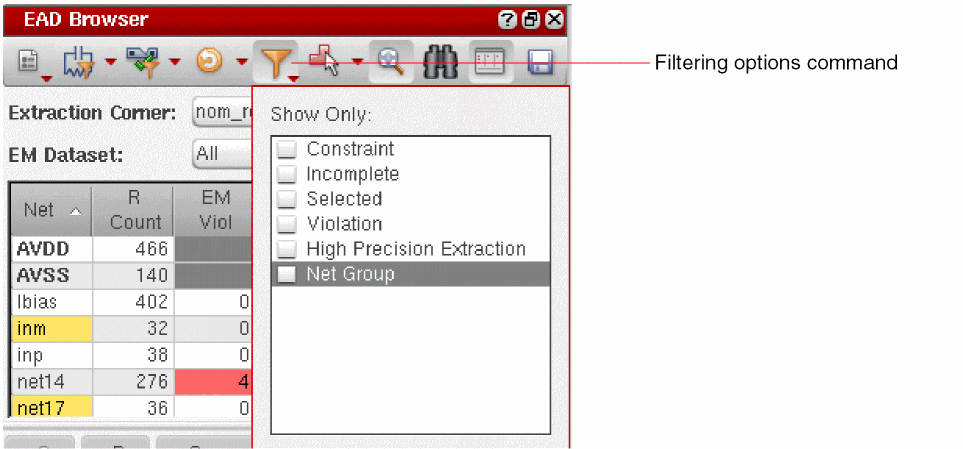 EAD Browser
Filtering options command
Extraction Corner: nom_r
EM Dataset: All
Show Only:
Constraint
Incomplete
Selected
Violation
High Precision Extraction
Net Group
Net R Count EM Viol
AVDD 466
AVSS 140
Ibias 402 0
inm 32 0
inp 38 0
net14 276 4
net17 36 0